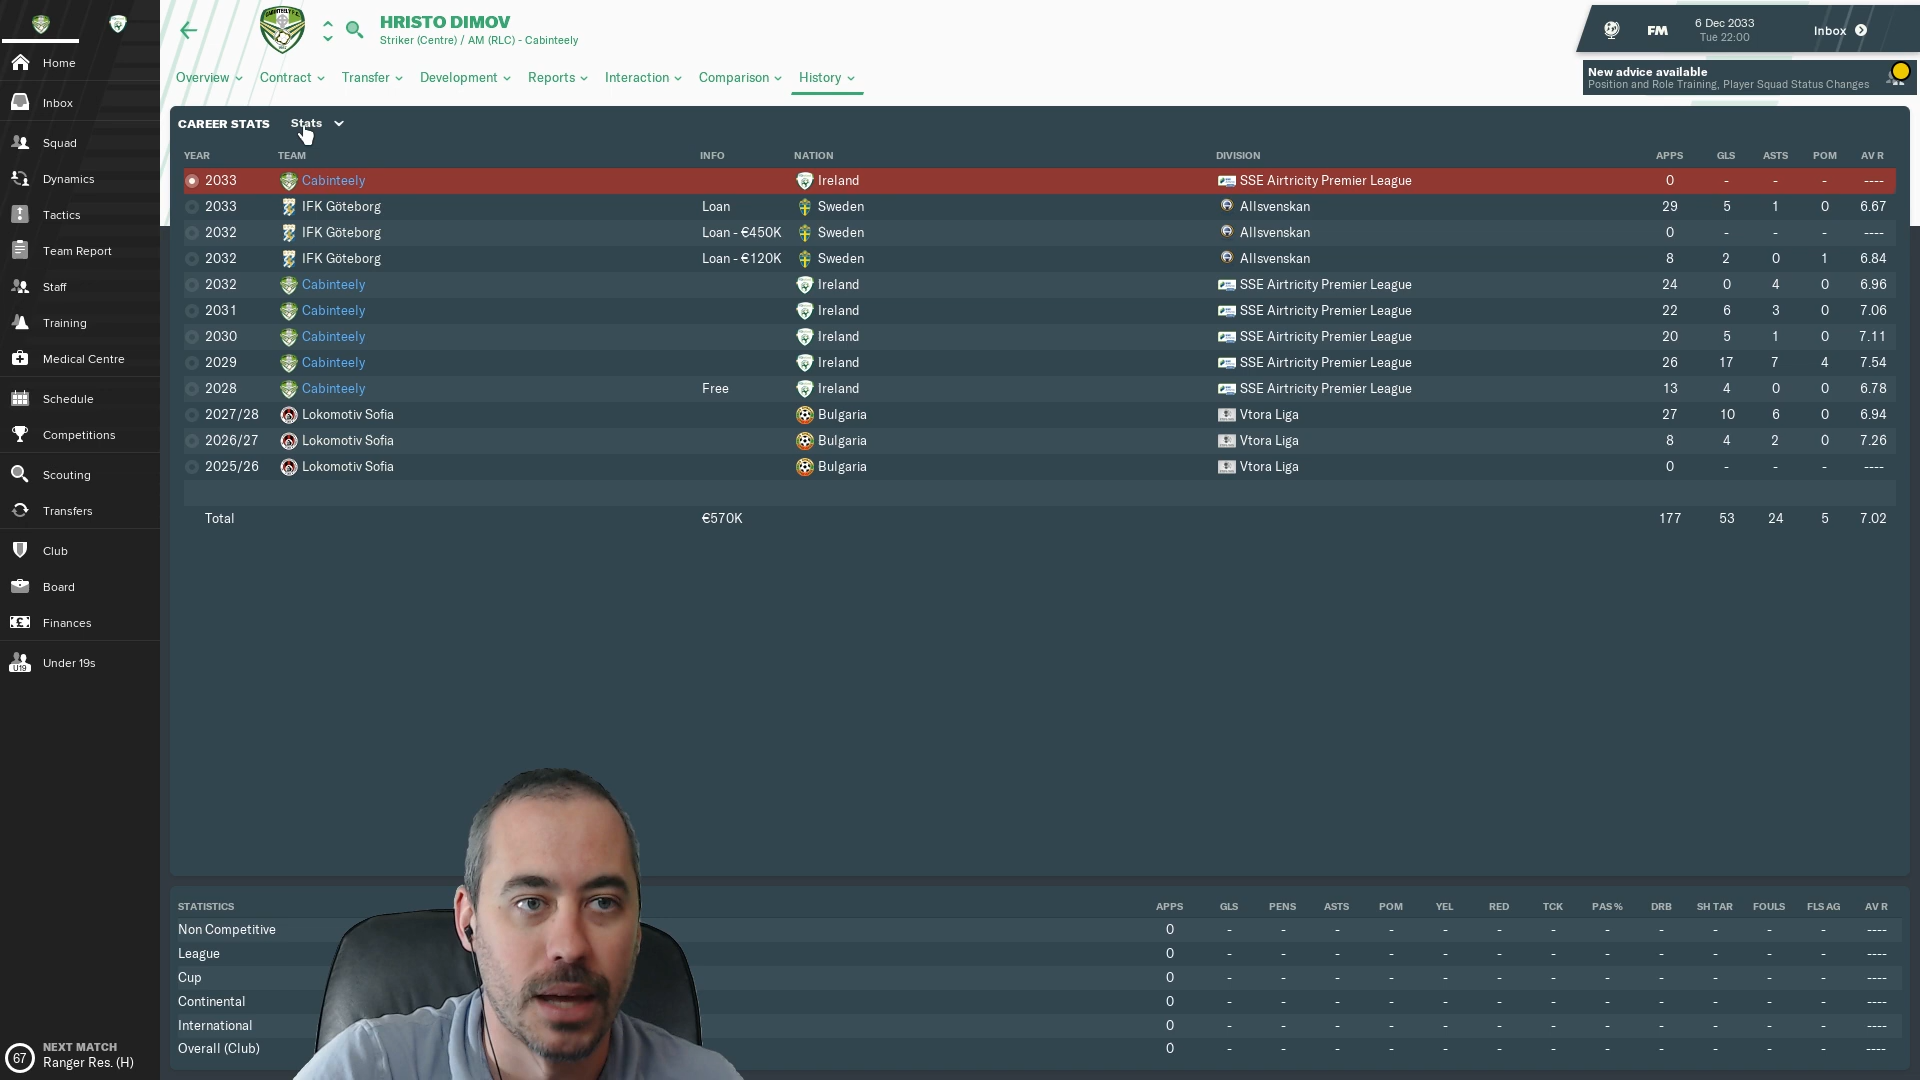 HRISTO DIMOV
Striker (Centre) / AM (RLC) - Cabinteely
6 Dec 2033
Tue 22:00
FM
Inbox
Overview Contract Transfer Development Reports Interaction Comparison History
New advice available
Position and Role Training, Player Squad Status Changes
Home
Inbox
Squad
Dynamics
Tactics
Team Report
Staff
Training
Medical Centre
Schedule
Competitions
Scouting
Transfers
Club
Board
Finances
U19 Under 19s
67 NEXT MATCH
Ranger Res. (H)
CAREER STATS Stats
YEAR TEAM INFO NATION DIVISION APPS GLS ASTS POM AV R
2033 Cabinteely Ireland SSE Airtricity Premier League 0 - - - ----
2033 IFK Göteborg Loan Sweden Allsvenskan 29 5 1 0 6.67
2032 IFK Göteborg Loan - €450K Sweden Allsvenskan 0 - - - ----
2032 IFK Göteborg Loan - €120K Sweden Allsvenskan 8 2 0 1 6.84
2032 Cabinteely Ireland SSE Airtricity Premier League 24 0 4 0 6.96
2031 Cabinteely Ireland SSE Airtricity Premier League 22 6 3 0 7.06
2030 Cabinteely Ireland SSE Airtricity Premier League 20 5 1 0 7.11
2029 Cabinteely Ireland SSE Airtricity Premier League 26 17 7 4 7.54
2028 Cabinteely Free Ireland SSE Airtricity Premier League 13 4 0 0 6.78
2027/28 Lokomotiv Sofia Bulgaria Vtora Liga 27 10 6 0 6.94
2026/27 Lokomotiv Sofia Bulgaria Vtora Liga 8 4 2 0 7.26
2025/26 Lokomotiv Sofia Bulgaria Vtora Liga 0 - - - ----
Total €570K 177 53 24 5 7.02
STATISTICS APPS GLS PENS ASTS POM YEL RED TCK PAS % DRB SH TAR FOULS FLS AG AV R
Non Competitive 0 - - - - - - - - - - - - ----
League 0 - - - - - - - - - - - - ----
Cup 0 - - - - - - - - - - - - ----
Continental 0 - - - - - - - - - - - - ----
International 0 - - - - - - - - - - - - ----
Overall (Club) 0 - - - - - - - - - - - - ----